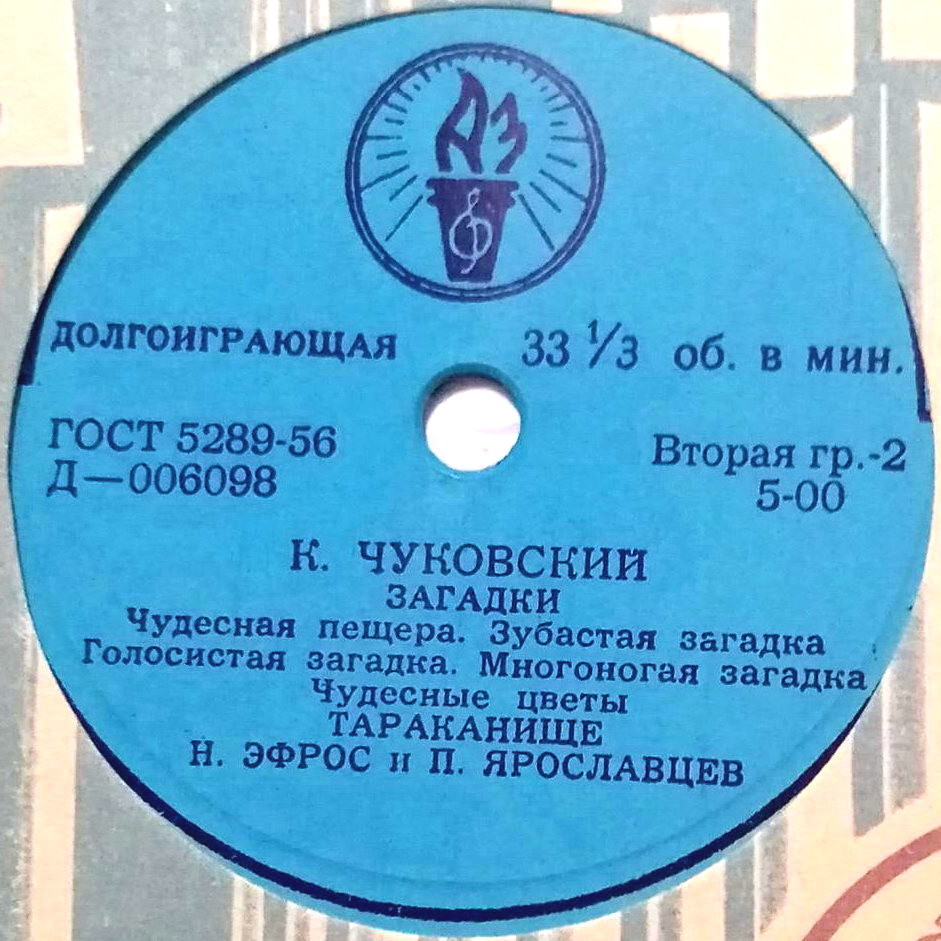 АЗ
ДОЛГОИГРАЮЩАЯ 33 1/3 об. в мин.
ГОСТ 5289-56 Вторая гр.-2
Д—006098 5-00
К. ЧУКОВСКИЙ
ЗАГАДКИ
Чудесная пещера. Зубастая загадка
Голосистая загадка. Многоногая загадка
Чудесные цветы
ТАРАКАНИЩЕ
Н. ЭФРОС и П. ЯРОСЛАВЦЕВ